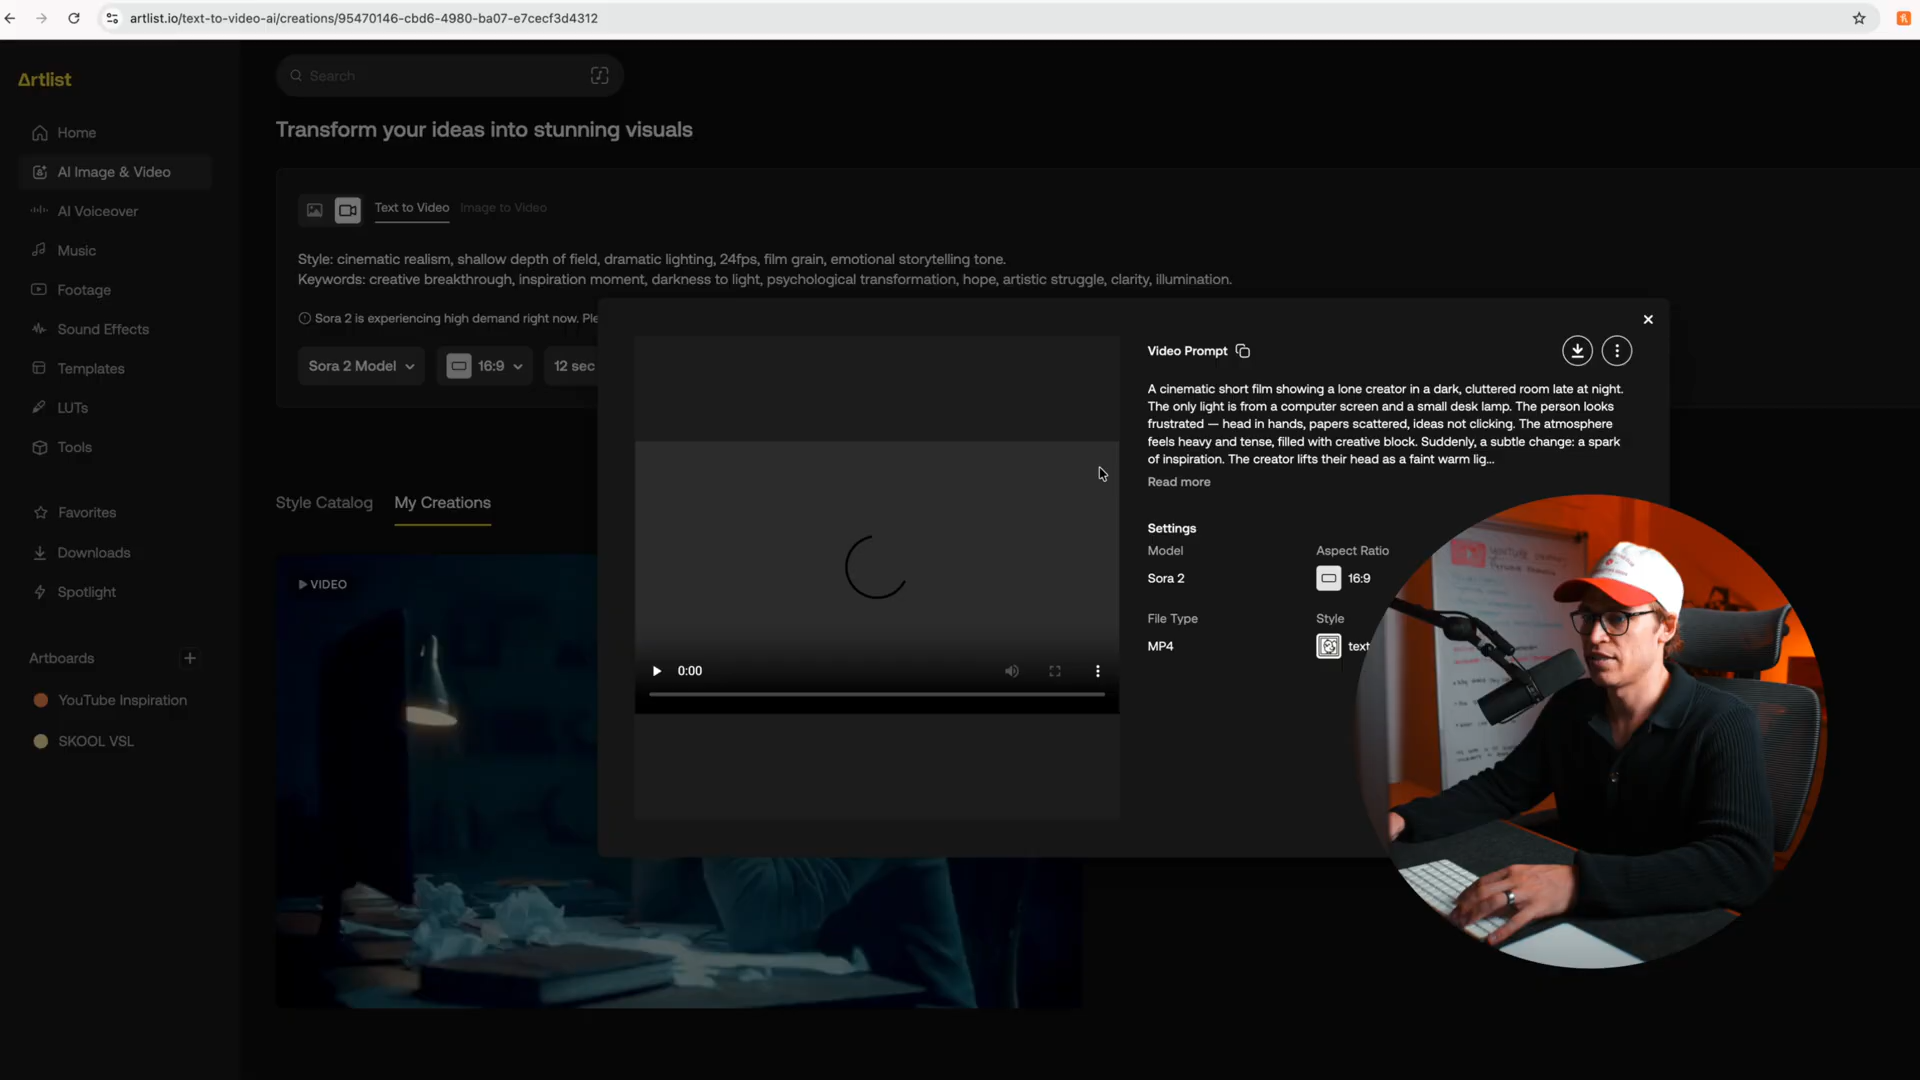 artlist.io/text-to-video-ai/creations/95470146-cbd6-4980-ba07-e7cecf3d4312
Artlist
Search
Home
AI Image & Video
AI Voiceover
Music
Footage
Sound Effects
Templates
LUTs
Tools
Favorites
Downloads
Spotlight
Artboards
YouTube Inspiration
SKOOL VSL
Transform your ideas into stunning visuals
Text to Video Image to Video
Style: cinematic realism, shallow depth of field, dramatic lighting, 24fps, film grain, emotional storytelling tone.
Keywords: creative breakthrough, inspiration moment, darkness to light, psychological transformation, hope, artistic struggle, clarity, illumination.
Sora 2 is experiencing high demand right now. Ple
Sora 2 Model 16:9 12 sec
Style Catalog My Creations
VIDEO
0:00
Video Prompt
A cinematic short film showing a lone creator in a dark, cluttered room late at night.
The only light is from a computer screen and a small desk lamp. The person looks
frustrated — head in hands, papers scattered, ideas not clicking. The atmosphere
feels heavy and tense, filled with creative block. Suddenly, a subtle change: a spark
of inspiration. The creator lifts their head as a faint warm lig...
Read more
Settings
Model Aspect Ratio
Sora 2 16:9
File Type Style
MP4 text